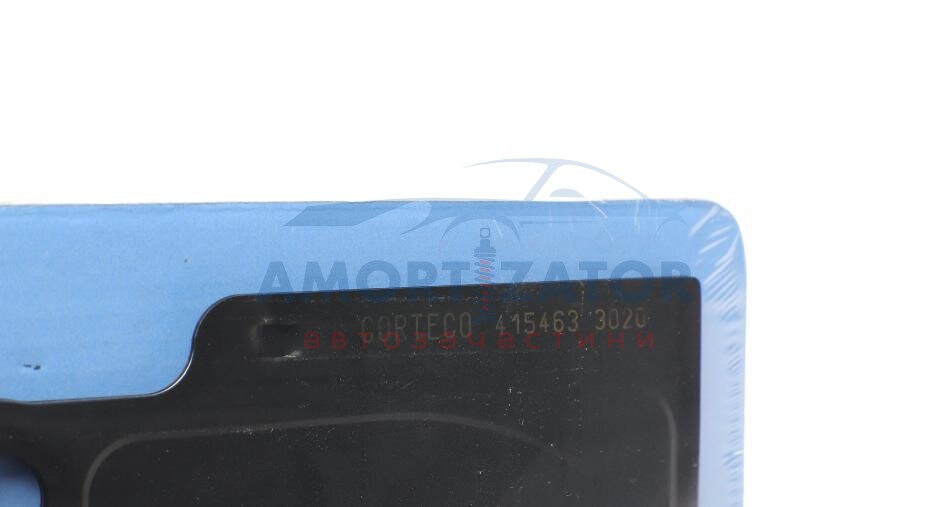 AMORTIZATOR
CORTECO 415463 3020
автозапчастини